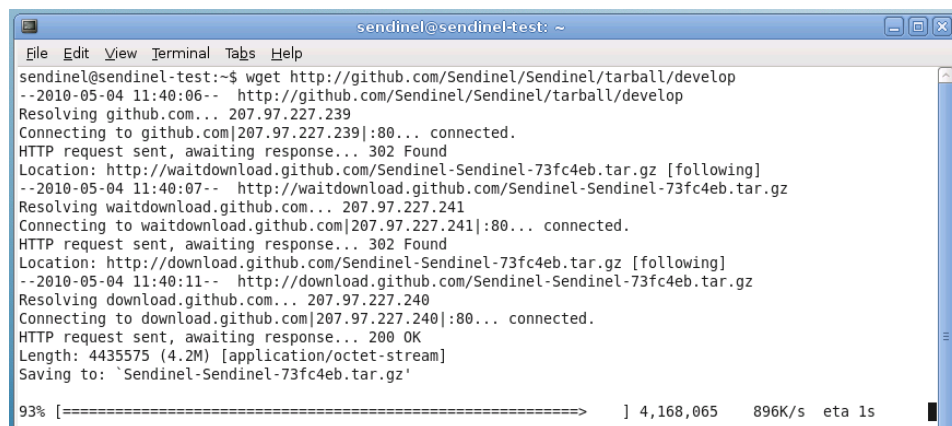 sendinel@sendinel-test: ~
File Edit View Terminal Tabs Help
sendinel@sendinel-test:~$ wget http://github.com/Sendinel/Sendinel/tarball/develop
--2010-05-04 11:40:06--  http://github.com/Sendinel/Sendinel/tarball/develop
Resolving github.com... 207.97.227.239
Connecting to github.com|207.97.227.239|:80... connected.
HTTP request sent, awaiting response... 302 Found
Location: http://waitdownload.github.com/Sendinel-Sendinel-73fc4eb.tar.gz [following]
--2010-05-04 11:40:07--  http://waitdownload.github.com/Sendinel-Sendinel-73fc4eb.tar.gz
Resolving waitdownload.github.com... 207.97.227.241
Connecting to waitdownload.github.com|207.97.227.241|:80... connected.
HTTP request sent, awaiting response... 302 Found
Location: http://download.github.com/Sendinel-Sendinel-73fc4eb.tar.gz [following]
--2010-05-04 11:40:11--  http://download.github.com/Sendinel-Sendinel-73fc4eb.tar.gz
Resolving download.github.com... 207.97.227.240
Connecting to download.github.com|207.97.227.240|:80... connected.
HTTP request sent, awaiting response... 200 OK
Length: 4435575 (4.2M) [application/octet-stream]
Saving to: `Sendinel-Sendinel-73fc4eb.tar.gz'
93% [===========================================================>    ] 4,168,065    896K/s  eta 1s